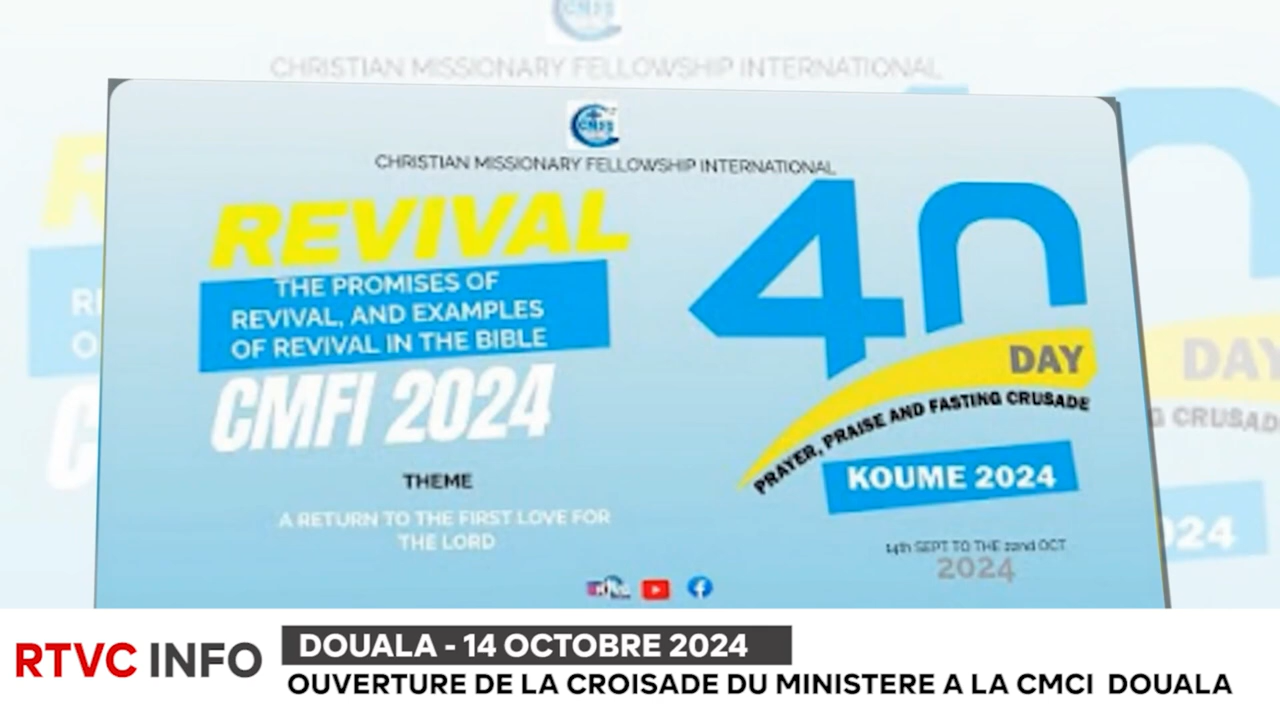 CHRISTIAN MISSIONARY FELLOWSHIP INTERNATIONAL
CHRISTIAN MISSIONARY FELLOWSHIP INTERNATIONAL
REVIVAL
THE PROMISES OF
REVIVAL, AND EXAMPLES
OF REVIVAL IN THE BIBLE
CMFI 2024
THEME
A RETURN TO THE FIRST LOVE FOR
THE LORD
40
DAY
PRAYER, PRAISE AND FASTING CRUSADE
KOUME 2024
14th SEPT TO THE 22nd OCT
2024
RTVC INFO
DOUALA - 14 OCTOBRE 2024
OUVERTURE DE LA CROISADE DU MINISTERE A LA CMCI DOUALA